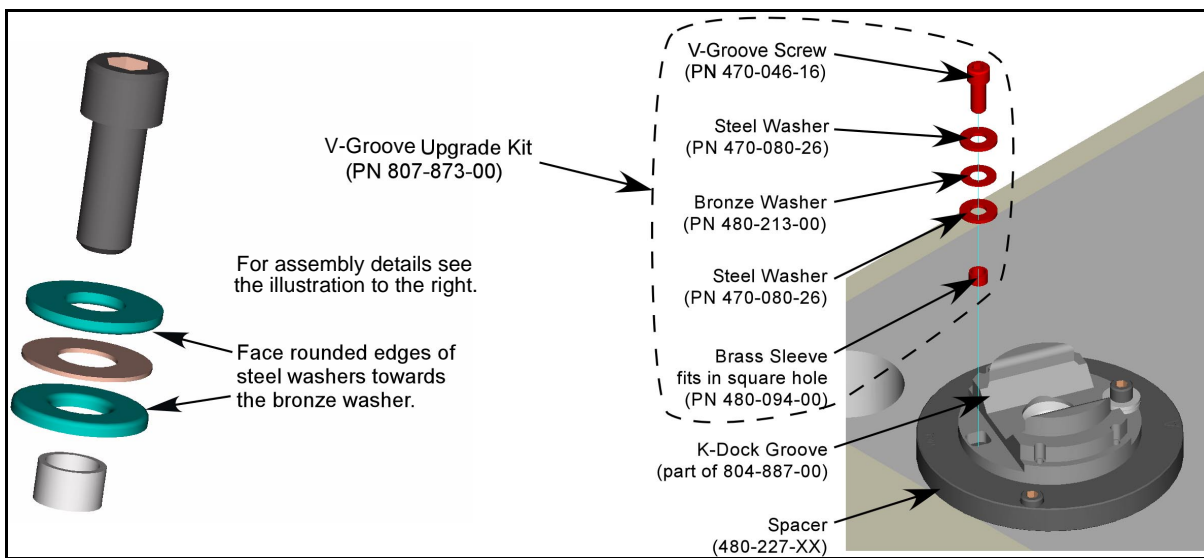 V-Groove Upgrade Kit
(PN 807-873-00)
For assembly details see
the illustration to the right.
Face rounded edges of
steel washers towards
the bronze washer.
V-Groove Screw
(PN 470-046-16)
Steel Washer
(PN 470-080-26)
Bronze Washer
(PN 480-213-00)
Steel Washer
(PN 470-080-26)
Brass Sleeve
fits in square hole
(PN 480-094-00)
K-Dock Groove
(part of 804-887-00)
Spacer
(480-227-XX)